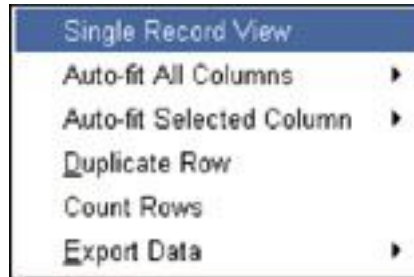 Single Record View
Auto-fit All Columns
Auto-fit Selected Column
Duplicate Row
Count Rows
Export Data